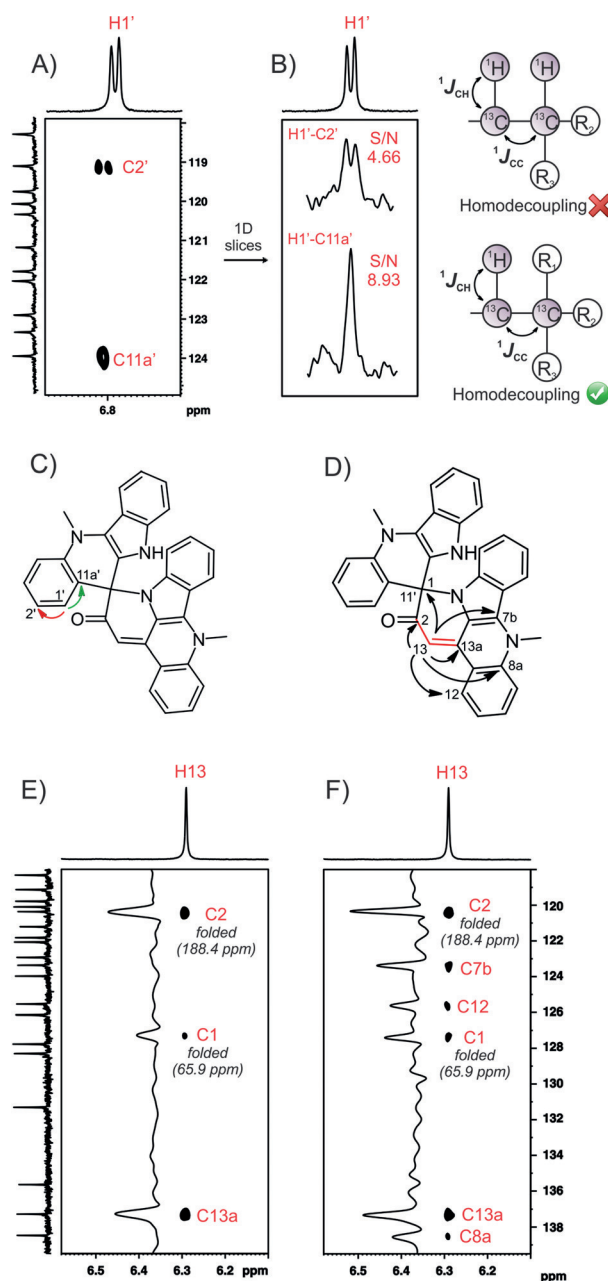 H1'
H1'
A)
B)
C2'
C11a'
119
120
121
122
123
124
6.8
ppm
1D
slices
H1'-C2'
S/N
4.66
H1'-C11a'
S/N
8.93
1H
1H
1JCH
13C
13C
R2
1JCC
R3
Homodecoupling
1H
R1
1JCH
13C
13C
R2
1JCC
R3
Homodecoupling
C)
D)
N
NH
11a'
1'
2'
N
O
N
N
NH
1
11'
N
O
2
7b
13
13a
N
8a
12
E)
H13
F)
H13
C2
folded
(188.4 ppm)
C1
folded
(65.9 ppm)
C13a
6.5
6.3
6.2
ppm
C2
folded
(188.4 ppm)
C7b
C12
C1
folded
(65.9 ppm)
C13a
C8a
120
122
124
126
128
130
132
134
136
138
6.5
6.3
6.2
ppm